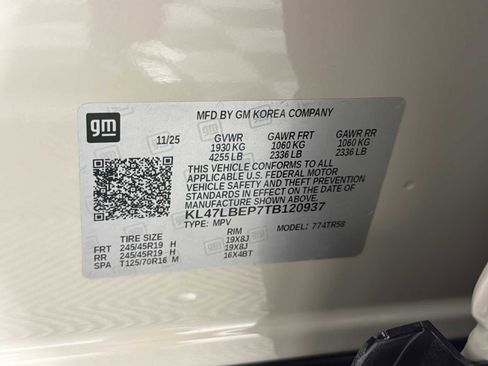 gm
MFD BY GM KOREA COMPANY
11/25 GVWR GAWR FRT GAWR RR
1930 KG 1060 KG 1060 KG
4255 LB 2336 LB 2336 LB
THIS VEHICLE CONFORMS TO ALL
APPLICABLE U.S. FEDERAL MOTOR
VEHICLE SAFETY AND THEFT PREVENTION
STANDARDS IN EFFECT ON THE DATE OF
MANUFACTURE SHOWN ABOVE.
KL47LBEP7TB120937
TYPE: MPV MODEL: 774TR58
TIRE SIZE RIM
FRT 245/45R19 H 19X8J
RR 245/45R19 H 19X8J
SPA T125/70R16 M 16X4BT